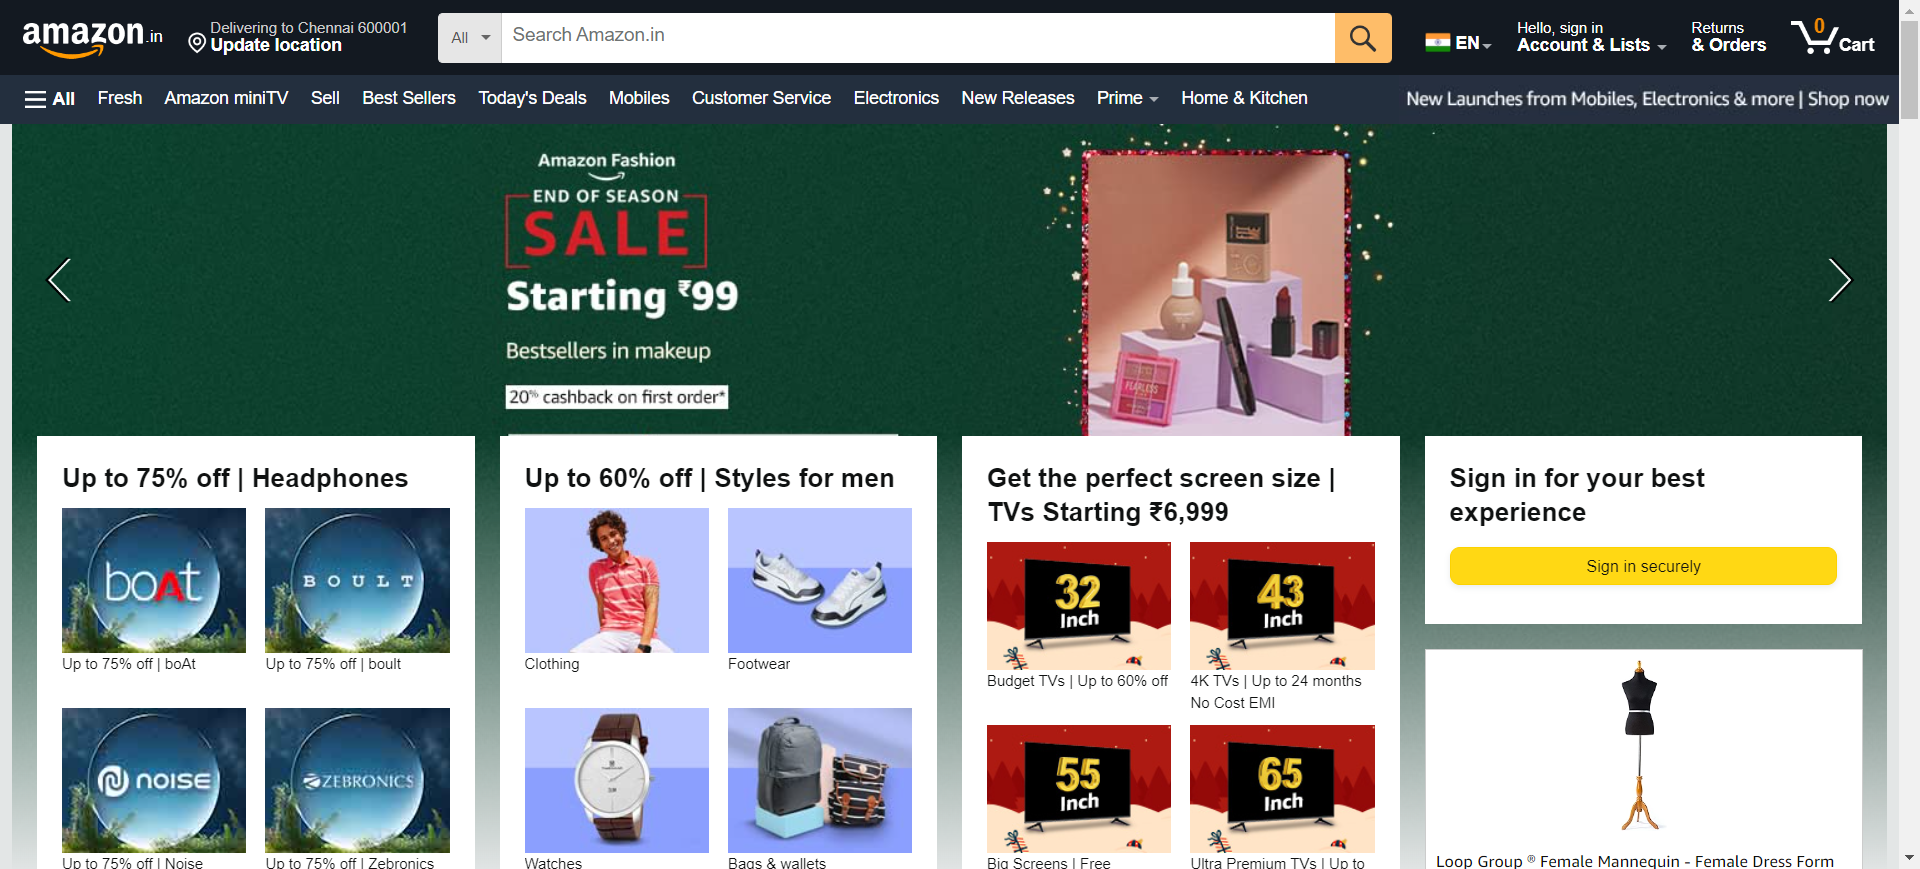 amazon.in
Delivering to Chennai 600001
Update location
All
Search Amazon.in
EN
Hello, sign in
Account & Lists
Returns
& Orders
0
Cart
All
Fresh
Amazon miniTV
Sell
Best Sellers
Today's Deals
Mobiles
Customer Service
Electronics
New Releases
Prime
Home & Kitchen
New Launches from Mobiles, Electronics & more | Shop now
Amazon Fashion
END OF SEASON
SALE
Starting ₹99
Bestsellers in makeup
20% cashback on first order*
FEARLESS
Up to 75% off | Headphones
boAt
Up to 75% off | boAt
BOULT
Up to 75% off | boult
NOISE
Up to 75% off | Noise
ZEBRONICS
Up to 75% off | Zebronics
Up to 60% off | Styles for men
Clothing
Footwear
Watches
Bags & wallets
Get the perfect screen size |
TVs Starting ₹6,999
32
Inch
Budget TVs | Up to 60% off
43
Inch
4K TVs | Up to 24 months
No Cost EMI
55
Inch
Big Screens | Free
65
Inch
Ultra Premium TVs | Up to
Sign in for your best
experience
Sign in securely
Loop Group ® Female Mannequin - Female Dress Form